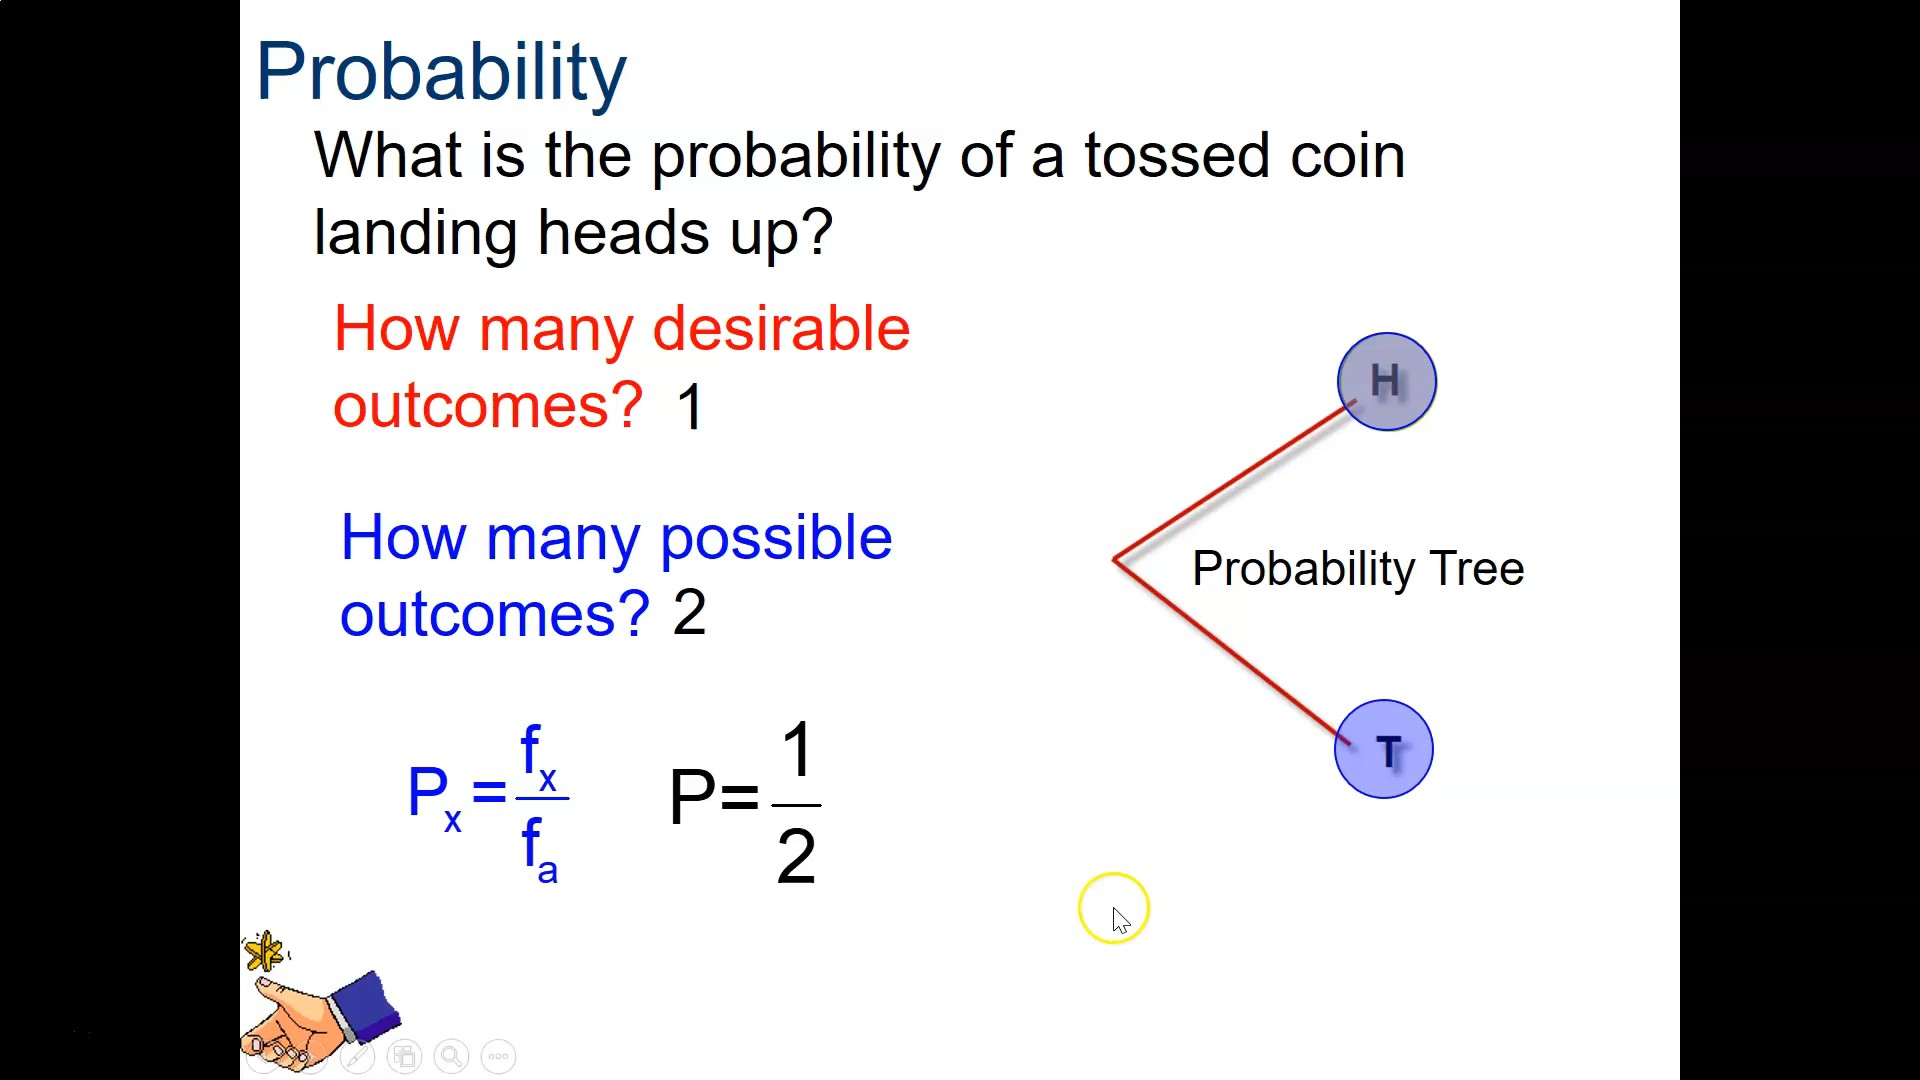 Probability
What is the probability of a tossed coin
landing heads up?
How many desirable
outcomes? 1
How many possible
outcomes? 2
H
Probability Tree
T
Px = fx / fa
P= 1 / 2